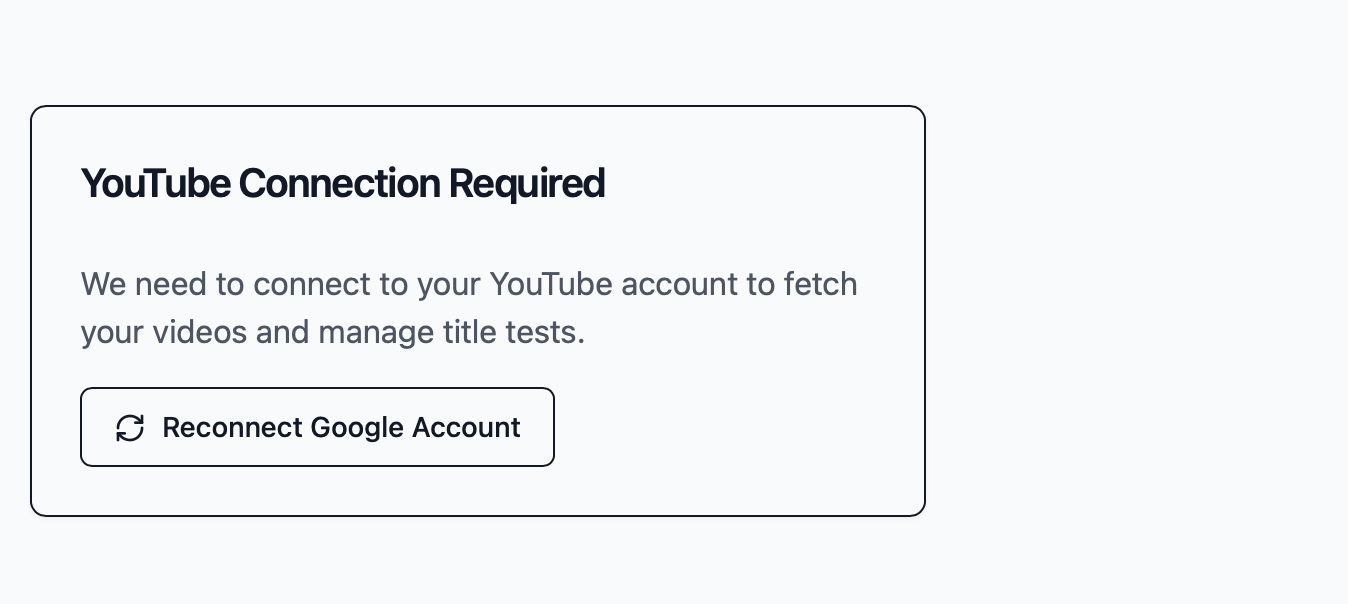 YouTube Connection Required
We need to connect to your YouTube account to fetch
your videos and manage title tests.
Reconnect Google Account